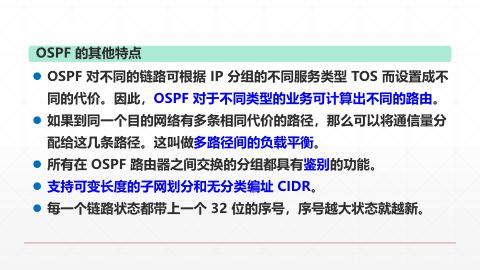 OSPF 的其他特点
OSPF 对不同的链路可根据 IP 分组的不同服务类型 TOS 而设置成不
同的代价。因此，OSPF 对于不同类型的业务可计算出不同的路由。
如果到同一个目的网络有多条相同代价的路径，那么可以将通信量分
配给这几条路径。这叫做多路径间的负载平衡。
所有在 OSPF 路由器之间交换的分组都具有鉴别的功能。
支持可变长度的子网划分和无分类编址 CIDR。
每一个链路状态都带上一个 32 位的序号，序号越大状态就越新。